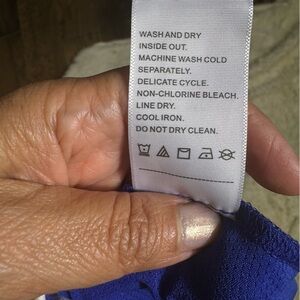 WASH AND DRY
INSIDE OUT.
MACHINE WASH COLD
SEPARATELY.
DELICATE CYCLE.
NON-CHLORINE BLEACH.
LINE DRY.
COOL IRON.
DO NOT DRY CLEAN.